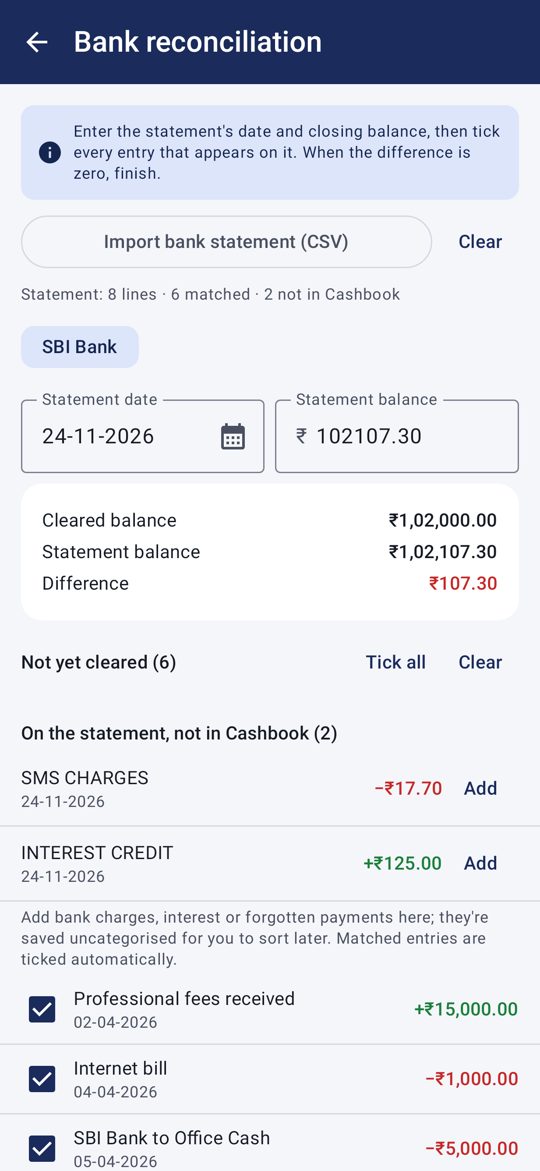 Bank reconciliation
Enter the statement's date and closing balance, then tick
every entry that appears on it. When the difference is
zero, finish.
Import bank statement (CSV)
Clear
Statement: 8 lines · 6 matched · 2 not in Cashbook
SBI Bank
Statement date
24-11-2026
Statement balance
₹ 102107.30
Cleared balance ₹1,02,000.00
Statement balance ₹1,02,107.30
Difference ₹107.30
Not yet cleared (6) Tick all Clear
On the statement, not in Cashbook (2)
SMS CHARGES
24-11-2026
−₹17.70 Add
INTEREST CREDIT
24-11-2026
+₹125.00 Add
Add bank charges, interest or forgotten payments here; they're
saved uncategorised for you to sort later. Matched entries are
ticked automatically.
Professional fees received
02-04-2026
+₹15,000.00
Internet bill
04-04-2026
−₹1,000.00
SBI Bank to Office Cash
05-04-2026
−₹5,000.00